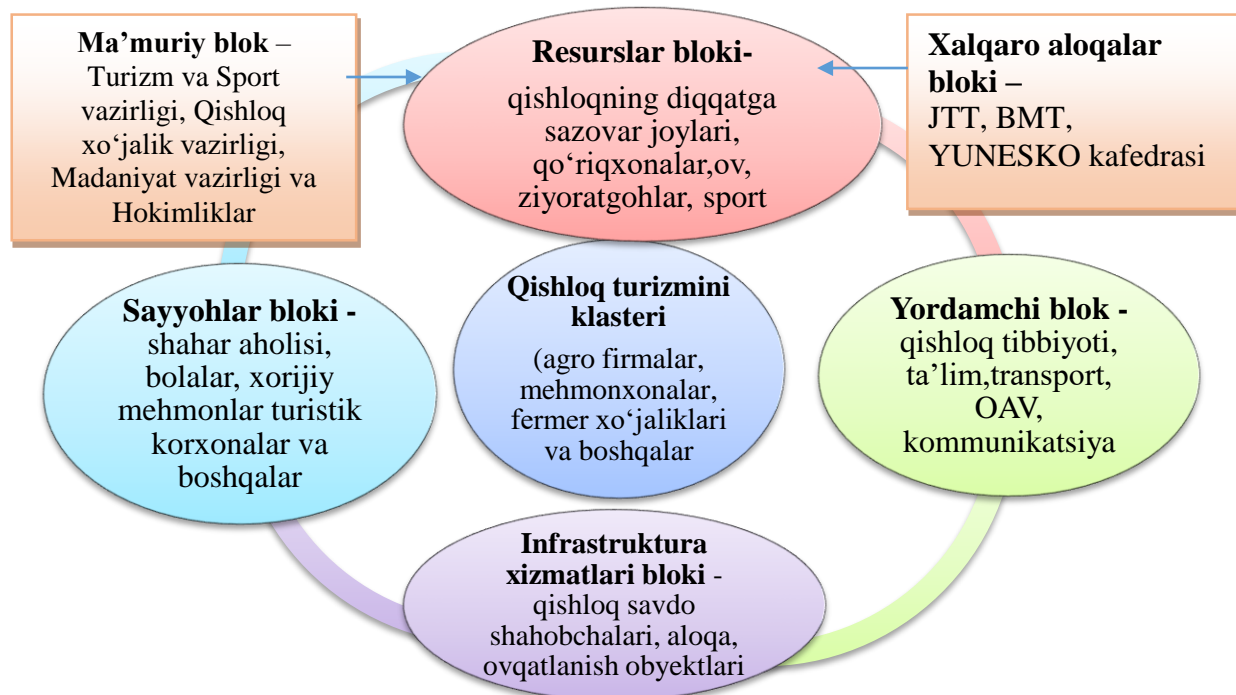 Ma’muriy blok –
Turizm va Sport
vazirligi, Qishloq
xo‘jalik vazirligi,
Madaniyat vazirligi va
Hokimliklar
Resurslar bloki-
qishloqning diqqatga
sazovar joylari,
qo‘riqxonalar,ov,
ziyoratgohlar, sport
Xalqaro aloqalar
bloki –
JTT, BMT,
YUNESKO kafedrasi
Sayyohlar bloki -
shahar aholisi,
bolalar, xorijiy
mehmonlar turistik
korxonalar va
boshqalar
Qishloq turizmini
klasteri
(agro firmalar,
mehmonxonalar,
fermer xo‘jaliklari
va boshqalar
Yordamchi blok -
qishloq tibbiyoti,
ta’lim,transport,
OAV,
kommunikatsiya
Infrastruktura
xizmatlari bloki -
qishloq savdo
shahobchalari, aloqa,
ovqatlanish obyektlari